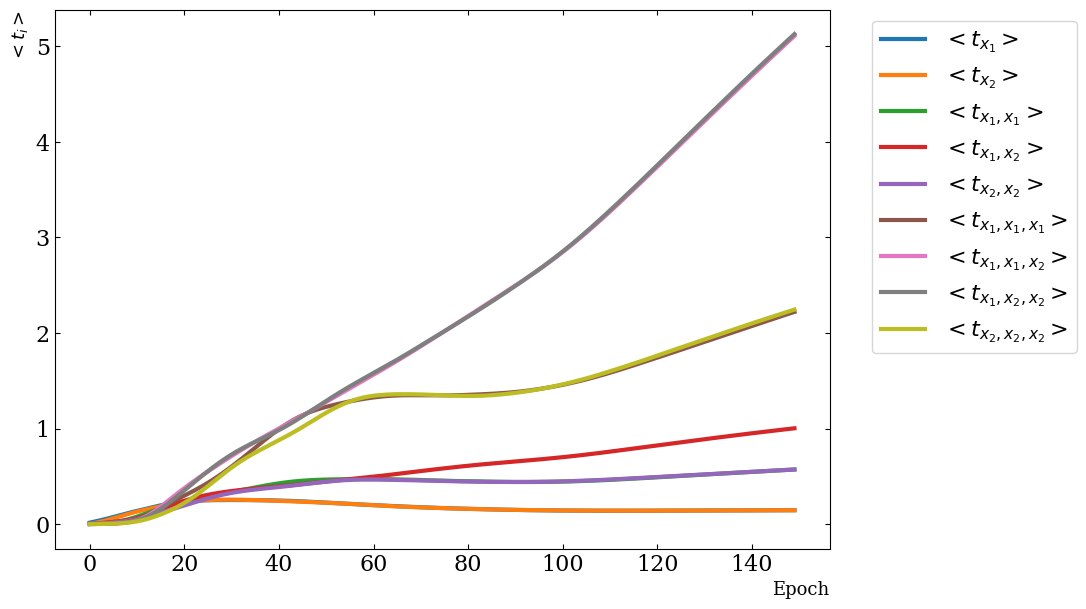 < t_i >
5
4
3
2
1
0
0 20 40 60 80 100 120 140
Epoch
< t_{x_1} >
< t_{x_2} >
< t_{x_1, x_1} >
< t_{x_1, x_2} >
< t_{x_2, x_2} >
< t_{x_1, x_1, x_1} >
< t_{x_1, x_1, x_2} >
< t_{x_1, x_2, x_2} >
< t_{x_2, x_2, x_2} >